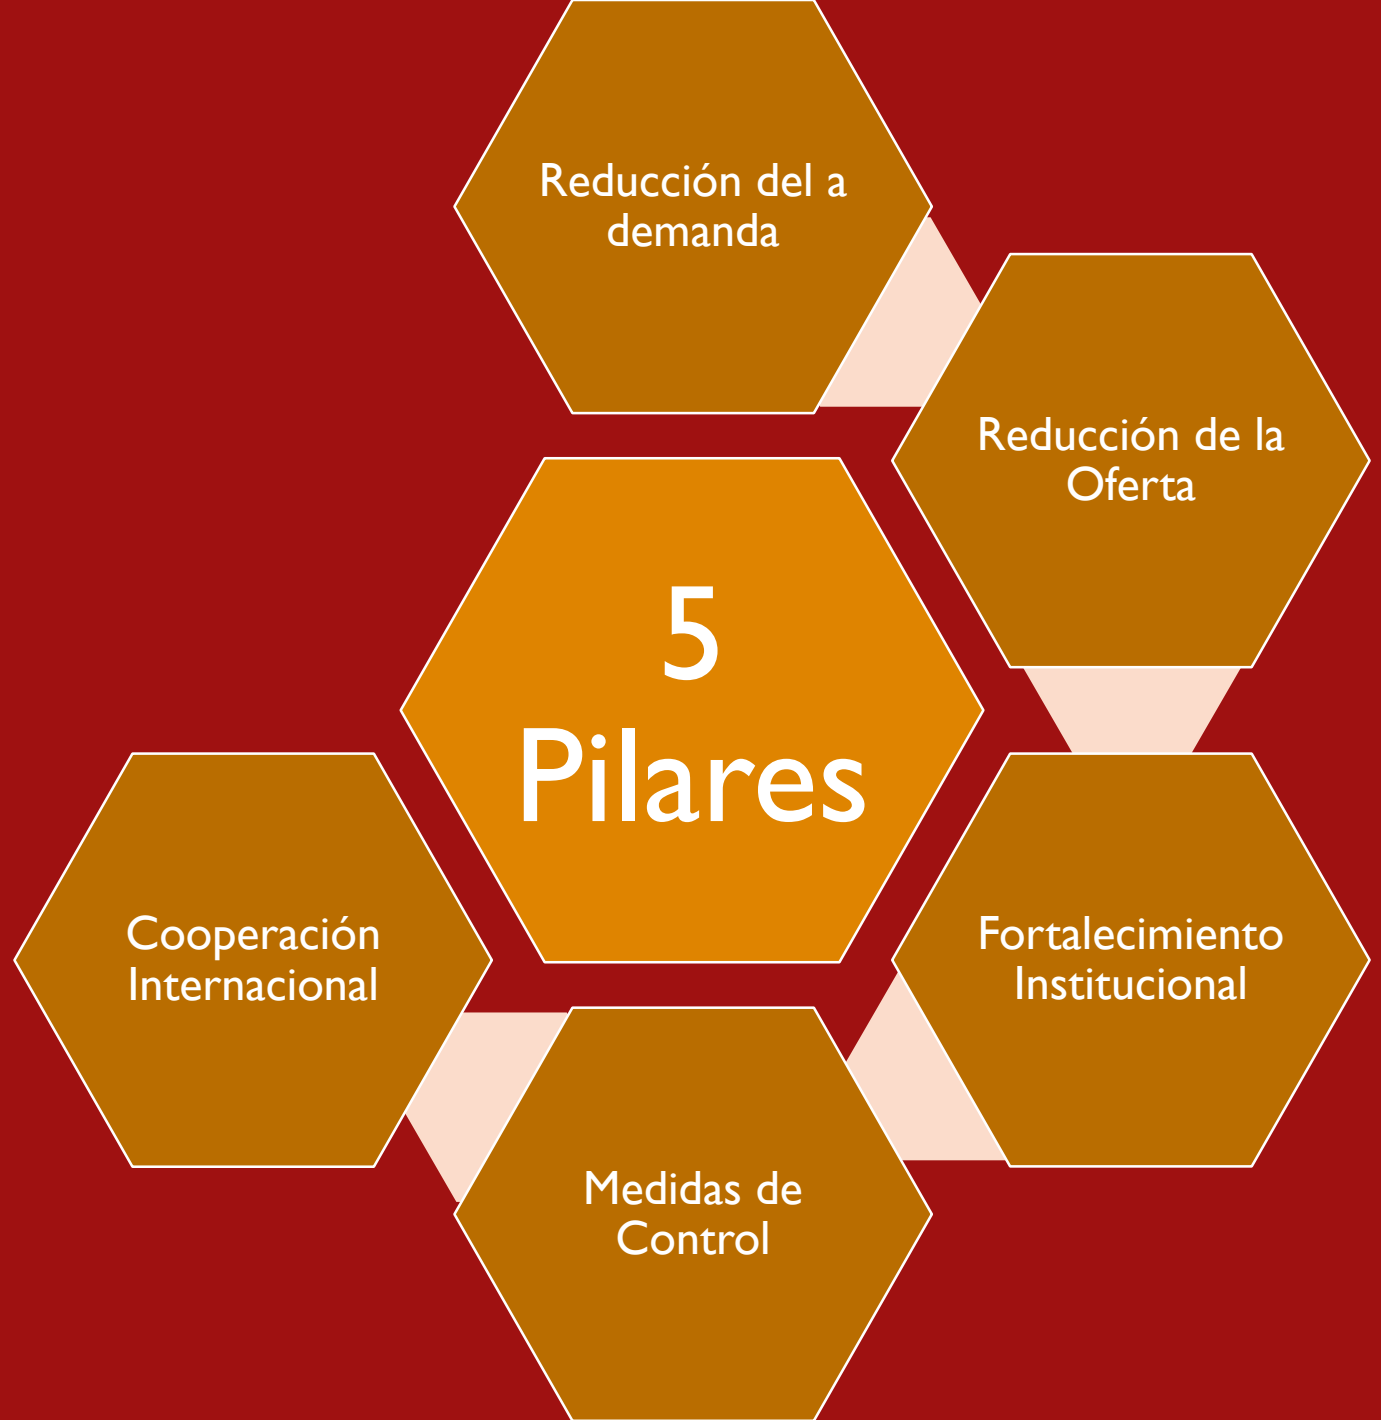 Reducción del a
demanda
Reducción de la
Oferta
5
Pilares
Fortalecimiento
Institucional
Cooperación
Internacional
Medidas de
Control